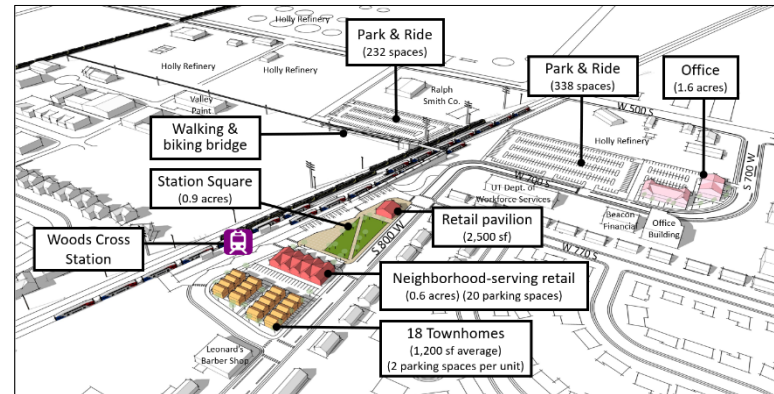 Holly Refinery
Holly Refinery
Holly Refinery
Holly Refinery
Park & Ride
(232 spaces)
Valley
Paint
Ralph
Smith Co.
Park & Ride
(338 spaces)
Office
(1.6 acres)
W 500 S
Walking &
biking bridge
Holly Refinery
S 700 W
Station Square
(0.9 acres)
W 700 S
UT Dept. of
Workforce Services
Retail pavilion
(2,500 sf)
Beacon
Financial
Office
Building
Woods Cross
Station
S 800 W
W 770 S
Neighborhood-serving retail
(0.6 acres) (20 parking spaces)
18 Townhomes
(1,200 sf average)
(2 parking spaces per unit)
Leonard's
Barber Shop